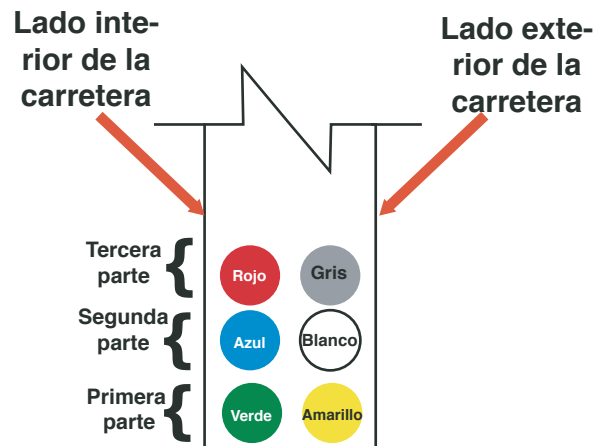 Lado inte-
rior de la
carretera
Lado exte-
rior de la
carretera
Tercera
parte
{
Rojo
Gris
Segunda
parte
{
Azul
Blanco
Primera
parte
{
Verde
Amarillo